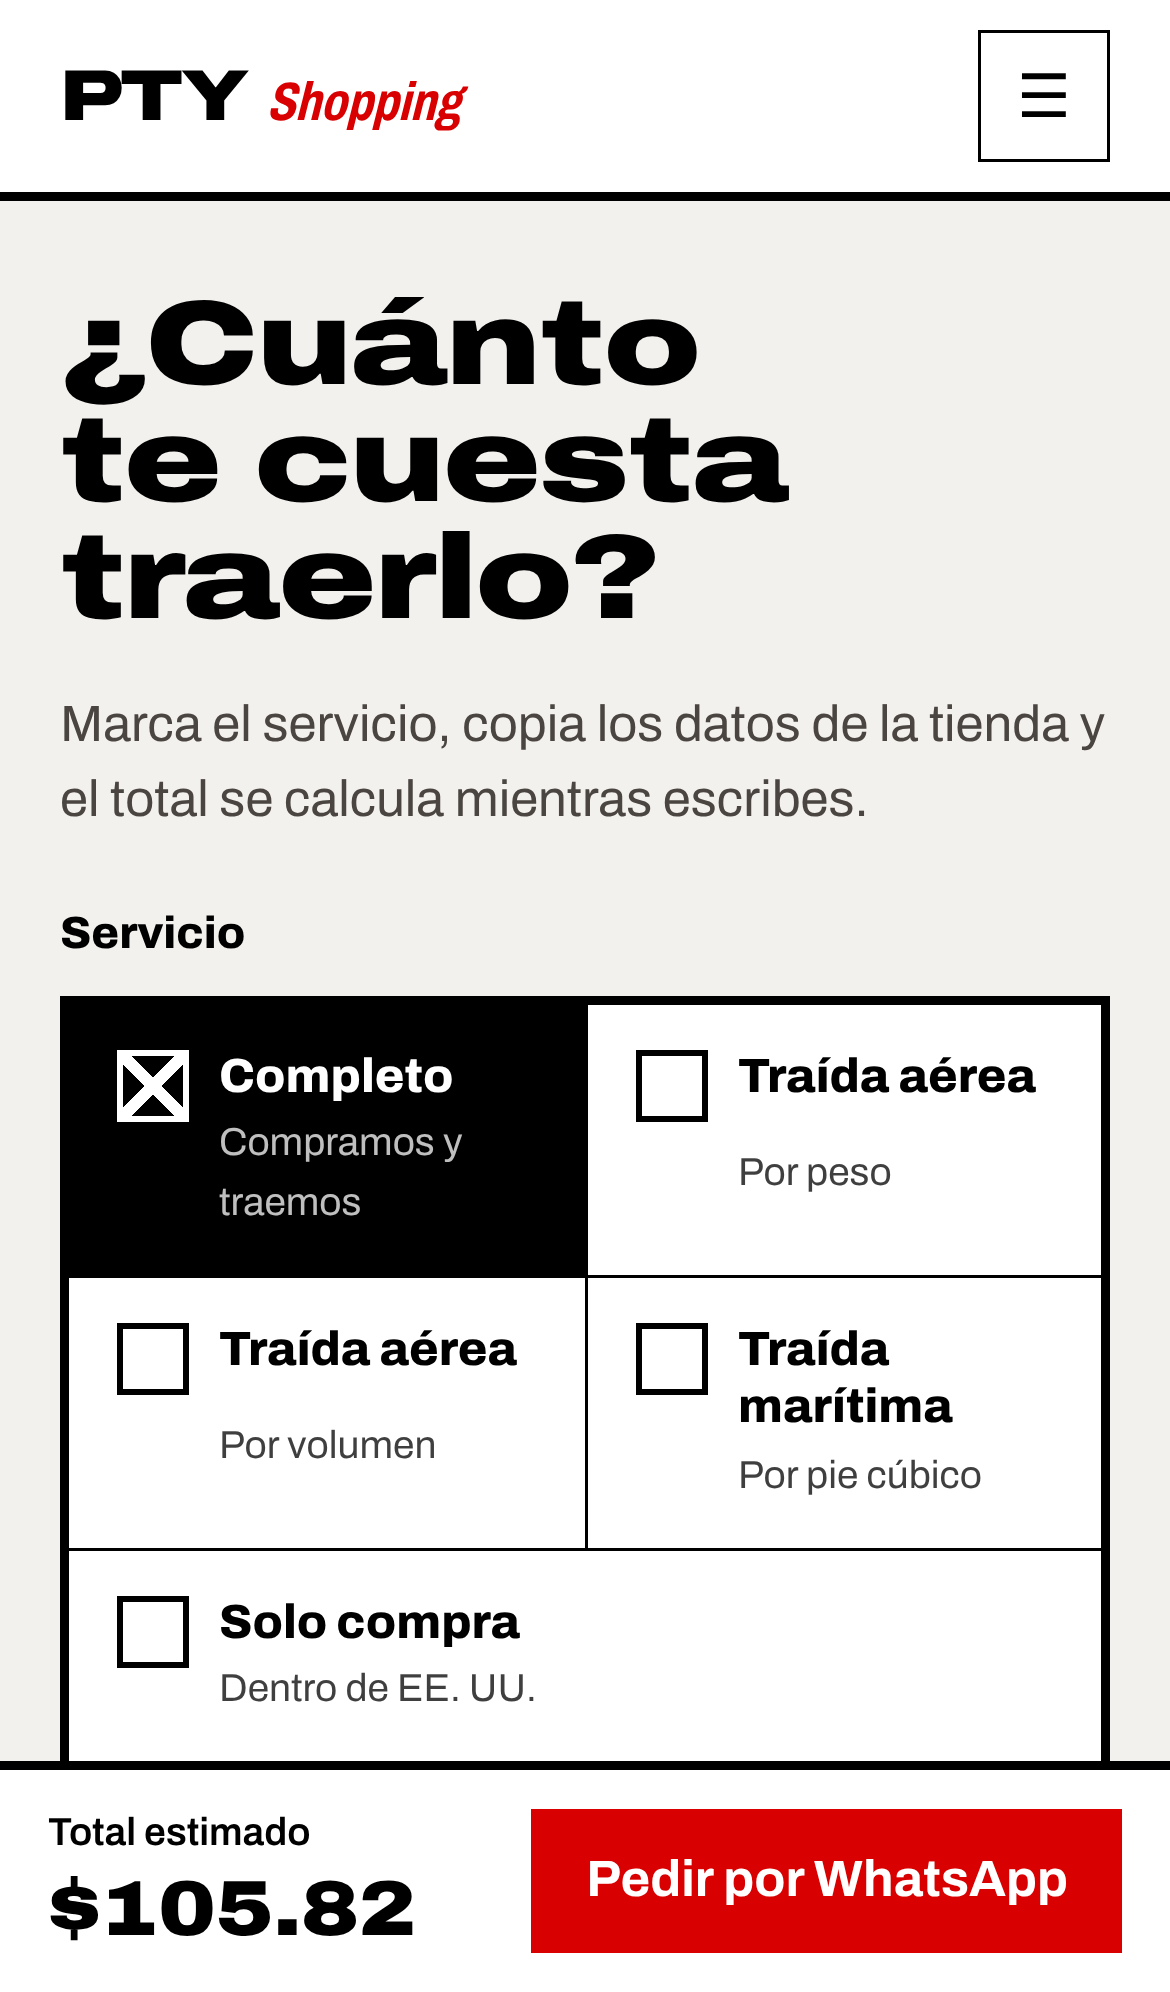 PTY Shopping
¿Cuánto
te cuesta
traerlo?
Marca el servicio, copia los datos de la tienda y
el total se calcula mientras escribes.
Servicio
Completo
Compramos y
traemos
Traída aérea
Por peso
Traída aérea
Por volumen
Traída
marítima
Por pie cúbico
Solo compra
Dentro de EE. UU.
Total estimado
$105.82
Pedir por WhatsApp